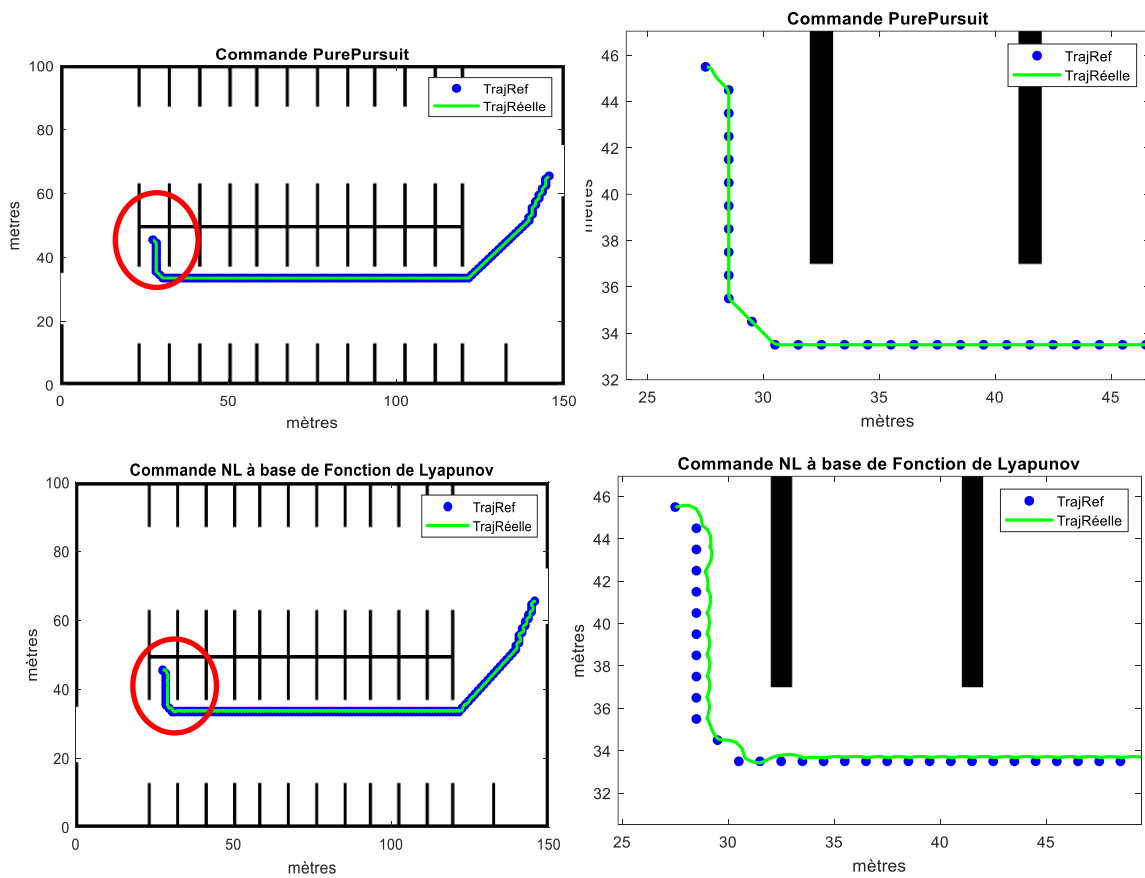 Commande PurePursuit
100
80
60
40
20
0
mètres
TrajRef
TrajRéelle
0
50
100
150
mètres
Commande PurePursuit
46
44
42
40
38
36
34
32
mètres
TrajRef
TrajRéelle
25
30
35
40
45
mètres
Commande NL à base de Fonction de Lyapunov
100
80
60
40
20
0
mètres
TrajRef
TrajRéelle
0
50
100
150
mètres
Commande NL à base de Fonction de Lyapunov
46
44
42
40
38
36
34
32
mètres
TrajRef
TrajRéelle
25
30
35
40
45
mètres